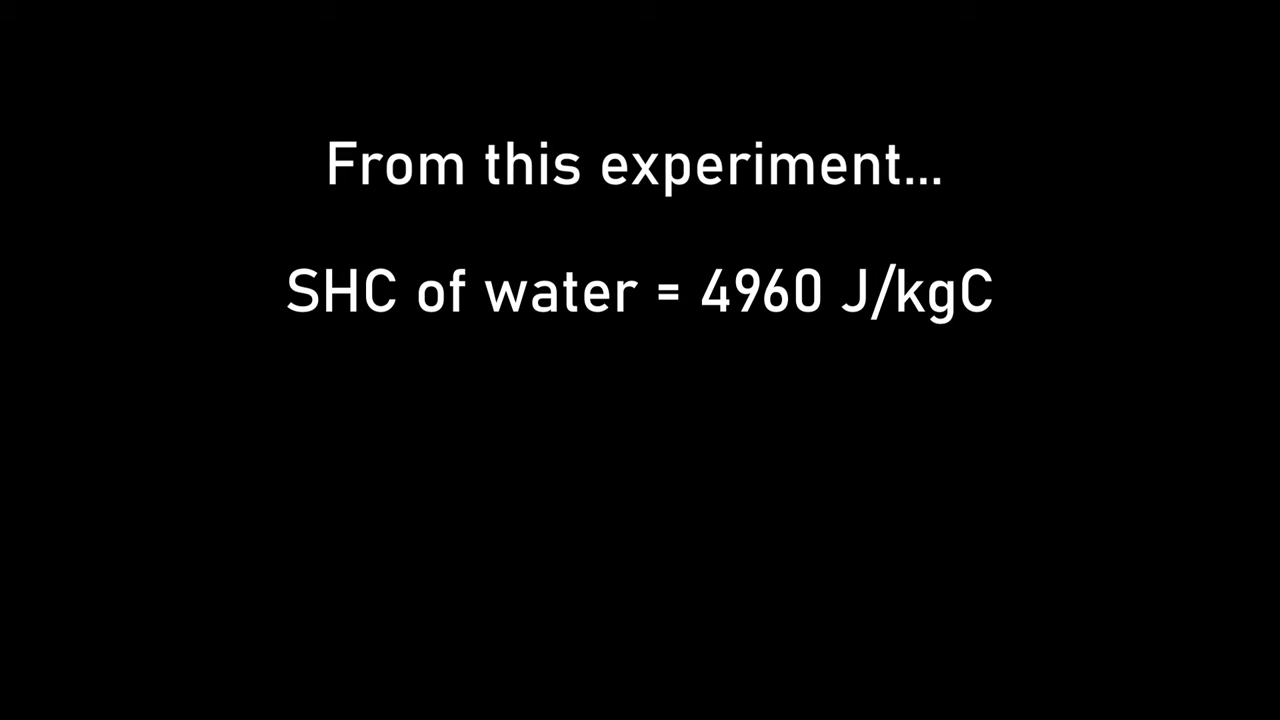 From this experiment...
SHC of water = 4960 J/kgC